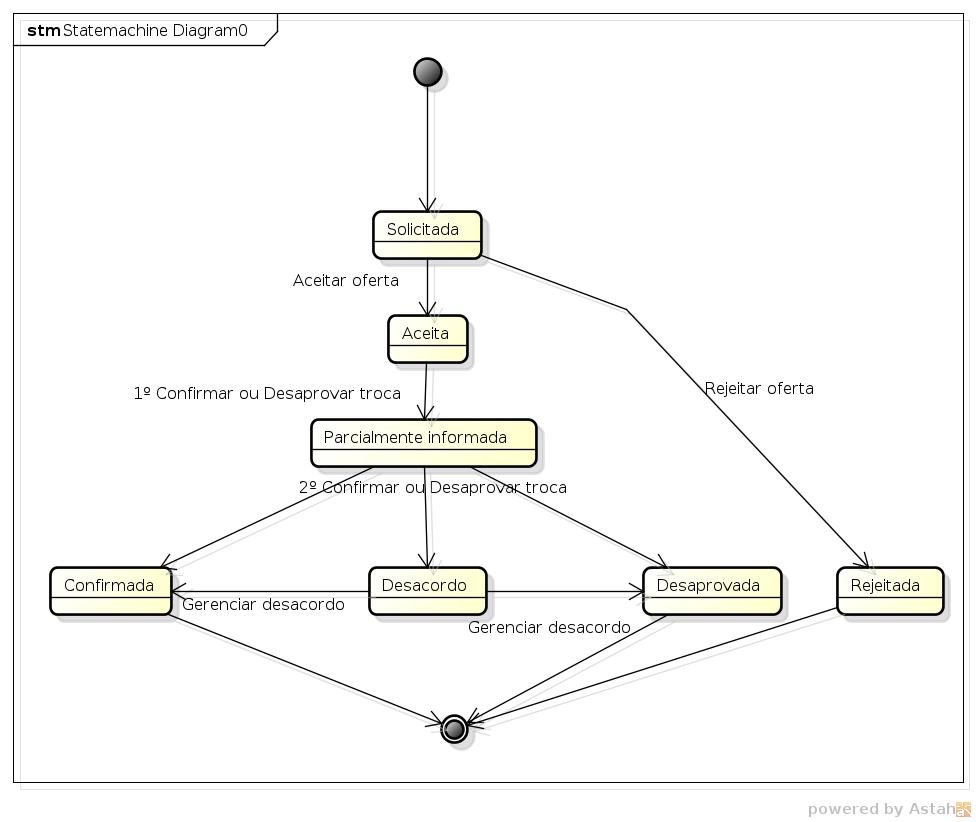 stm Statemachine Diagram0
Solicitada
Aceitar oferta
Aceita
Rejeitar oferta
1º Confirmar ou Desaprovar troca
Parcialmente informada
2º Confirmar ou Desaprovar troca
Confirmada
Desacordo
Desaprovada
Rejeitada
Gerenciar desacordo
Gerenciar desacordo
powered by Astah